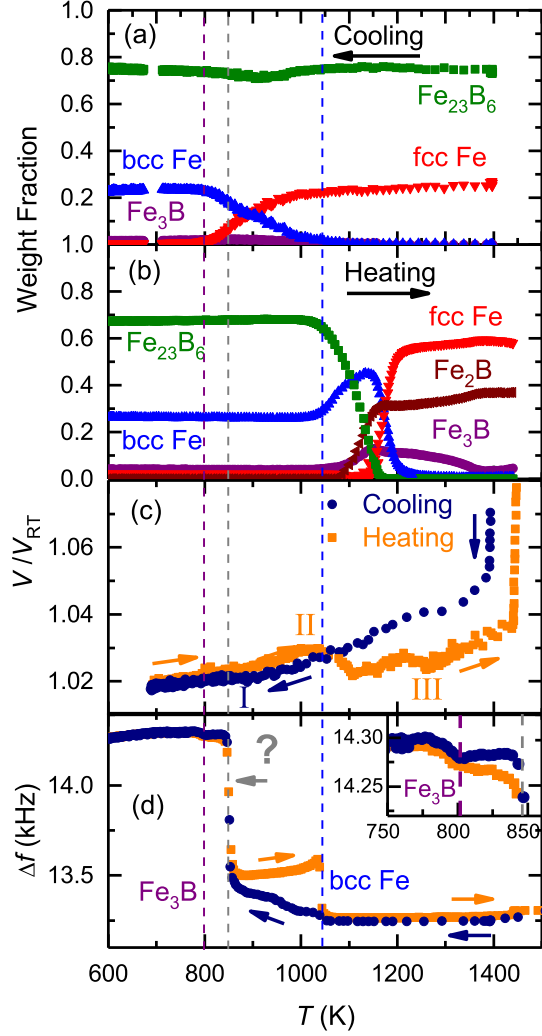 1.0
(a)
Cooling
0.8
Fe23B6
0.6
0.4
bcc Fe
fcc Fe
0.2
Fe3B
Weight Fraction
1.0
(b)
Heating
0.8
Fe23B6
fcc Fe
0.6
0.4
Fe2B
0.2
bcc Fe
Fe3B
0.0
(c)
Cooling
Heating
V/VRT
1.06
1.04
1.02
II
I
III
(d)
?
14.0
13.5
Δf (kHz)
14.30
14.25
Fe3B
750
800
850
Fe3B
bcc Fe
600
800
1000
1200
1400
T (K)